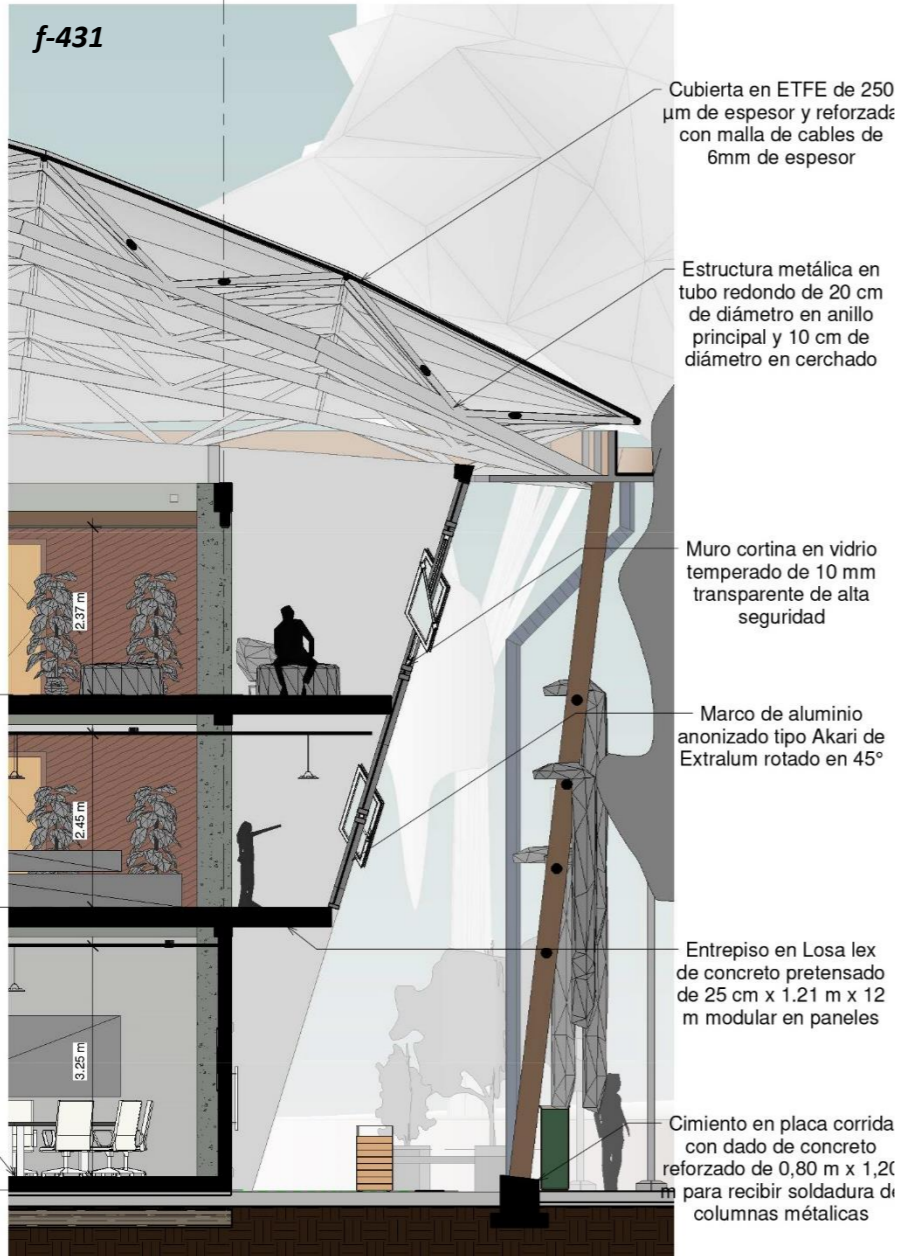 f-431
Cubierta en ETFE de 250
µm de espesor y reforzada
con malla de cables de
6mm de espesor
Estructura metálica en
tubo redondo de 20 cm
de diámetro en anillo
principal y 10 cm de
diámetro en cerchado
Muro cortina en vidrio
temperado de 10 mm
transparente de alta
seguridad
2.37 m
Marco de aluminio
anonizado tipo Akari de
Extralum rotado en 45°
2.45 m
Entrepiso en Losa lex
de concreto pretensado
de 25 cm x 1.21 m x 12
m modular en paneles
3.25 m
Cimiento en placa corrida
con dado de concreto
reforzado de 0,80 m x 1,20
m para recibir soldadura de
columnas métalicas